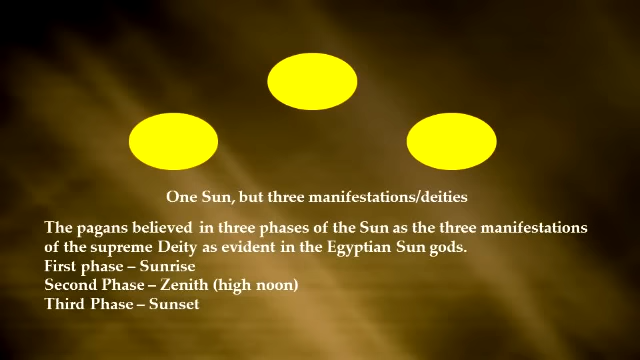 One Sun, but three manifestations/deities
The pagans believed in three phases of the Sun as the three manifestations
of the supreme Deity as evident in the Egyptian Sun gods.
First phase – Sunrise
Second Phase – Zenith (high noon)
Third Phase – Sunset